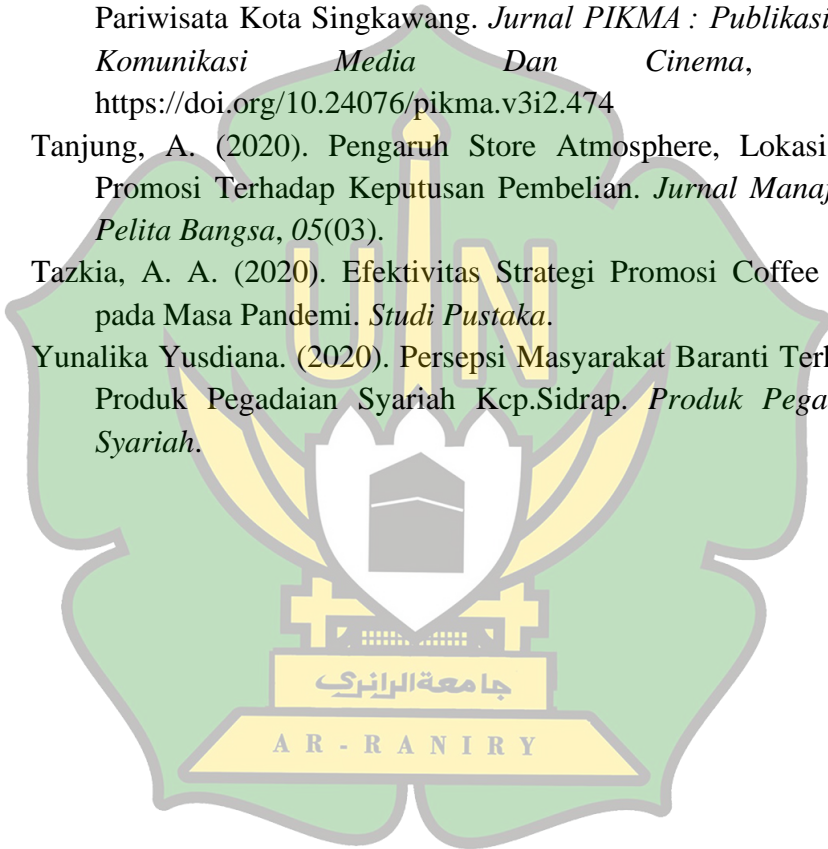 Pariwisata Kota Singkawang. Jurnal PIKMA : Publikasi
Komunikasi Media Dan Cinema,
https://doi.org/10.24076/pikma.v3i2.474
Tanjung, A. (2020). Pengaruh Store Atmosphere, Lokasi
Promosi Terhadap Keputusan Pembelian. Jurnal Manaj
Pelita Bangsa, 05(03).
Tazkia, A. A. (2020). Efektivitas Strategi Promosi Coffee
pada Masa Pandemi. Studi Pustaka.
Yunalika Yusdiana. (2020). Persepsi Masyarakat Baranti Terh
Produk Pegadaian Syariah Kcp.Sidrap. Produk Pega
Syariah.
UIN
جامعةالرانري
AR-RANIRY